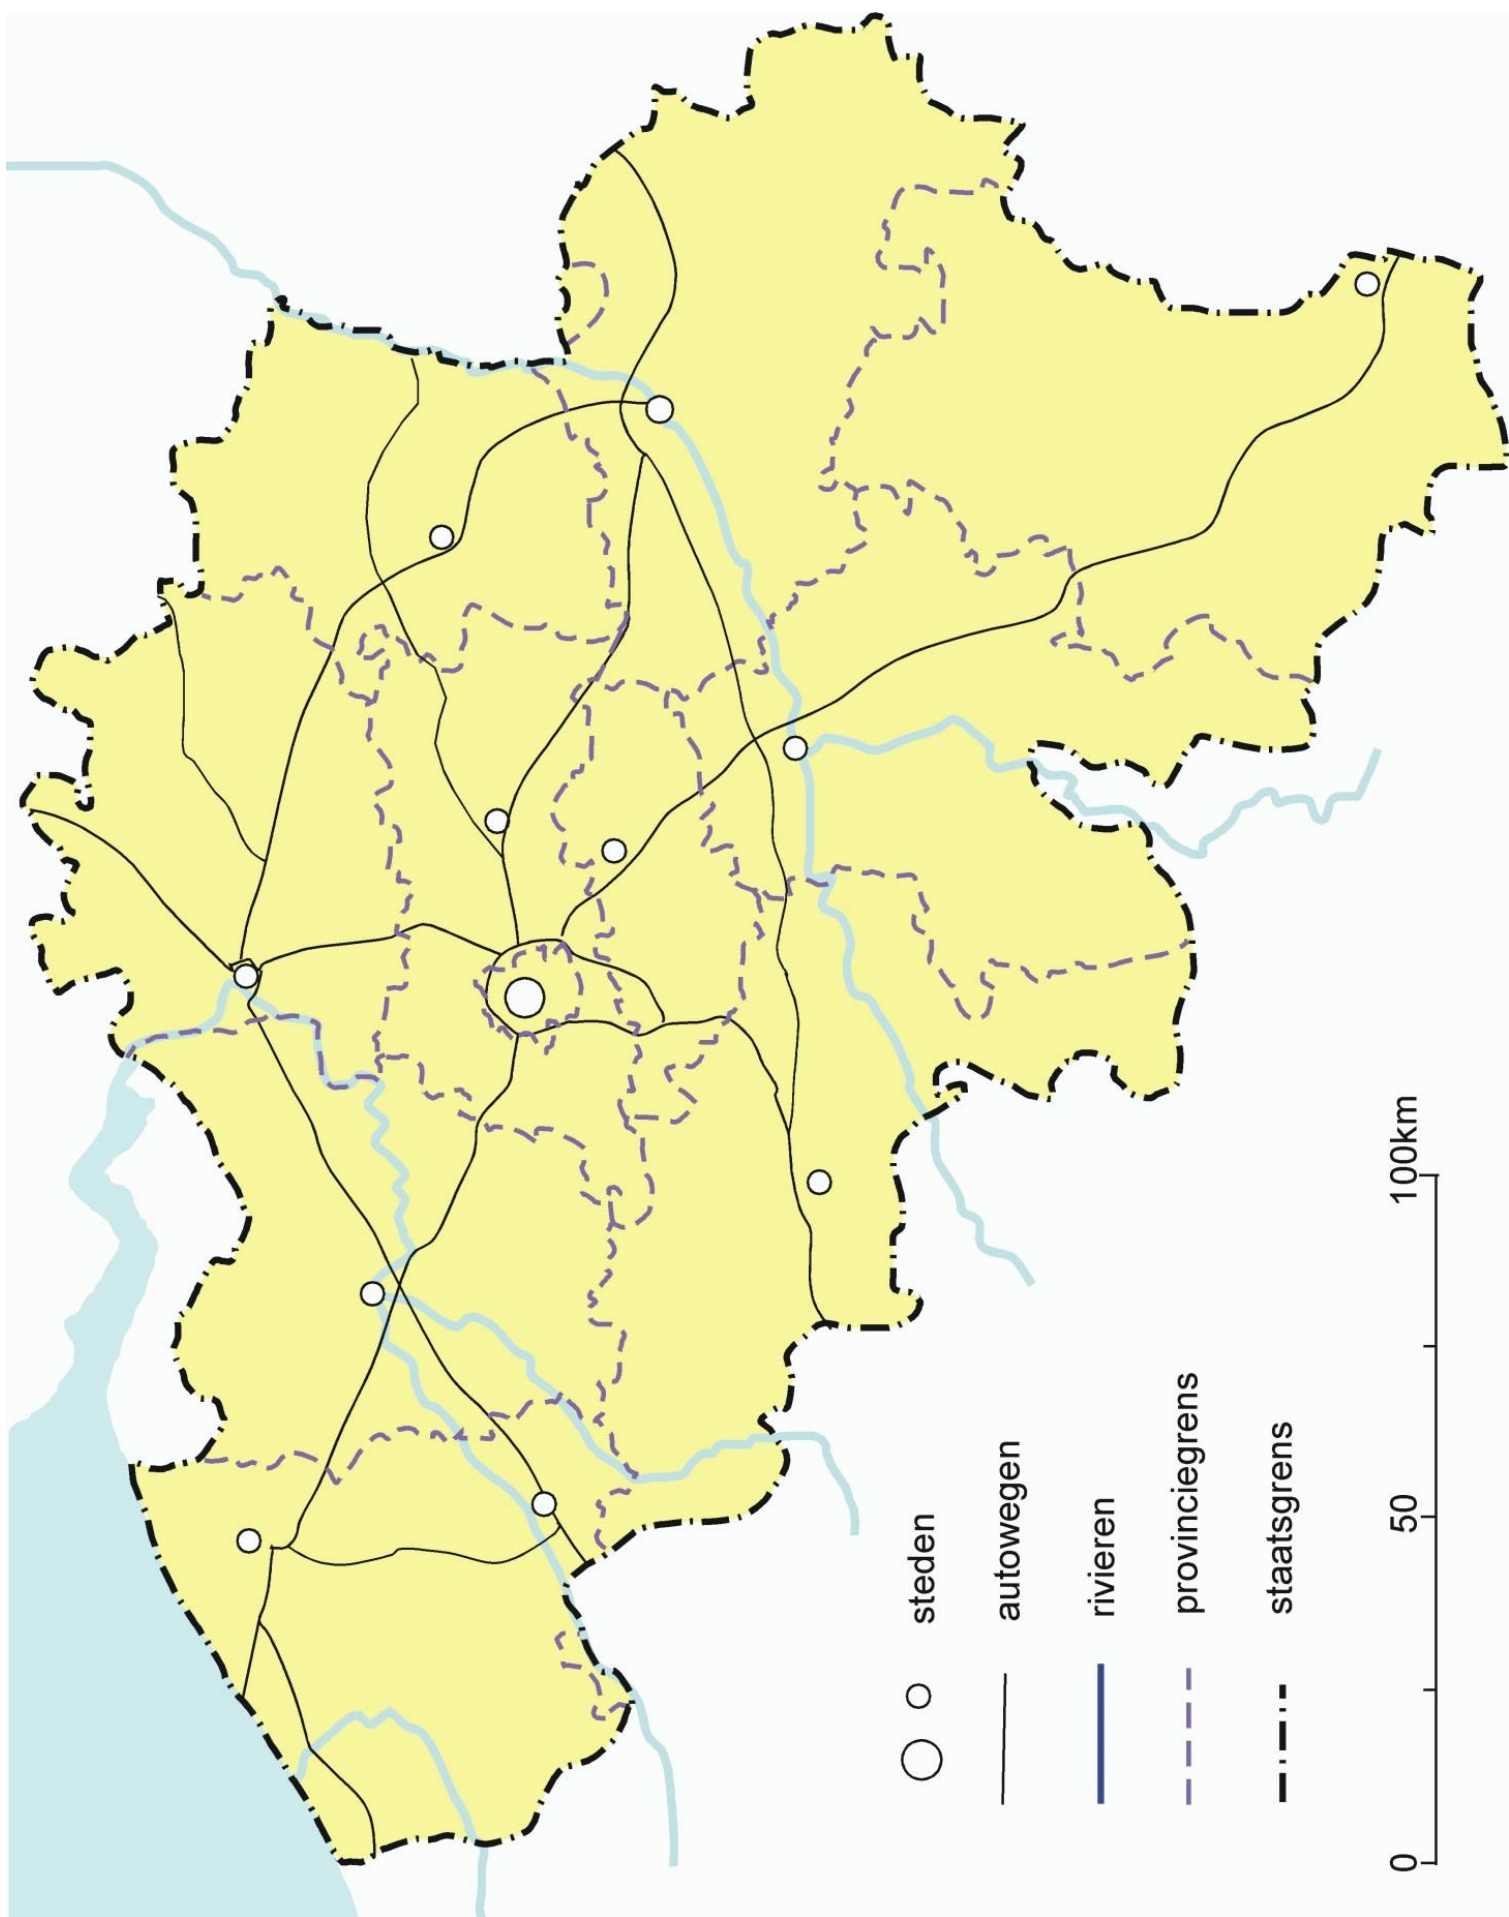 steden
autowegen
rivieren
provinciegrens
staatsgrens
0 50 100km